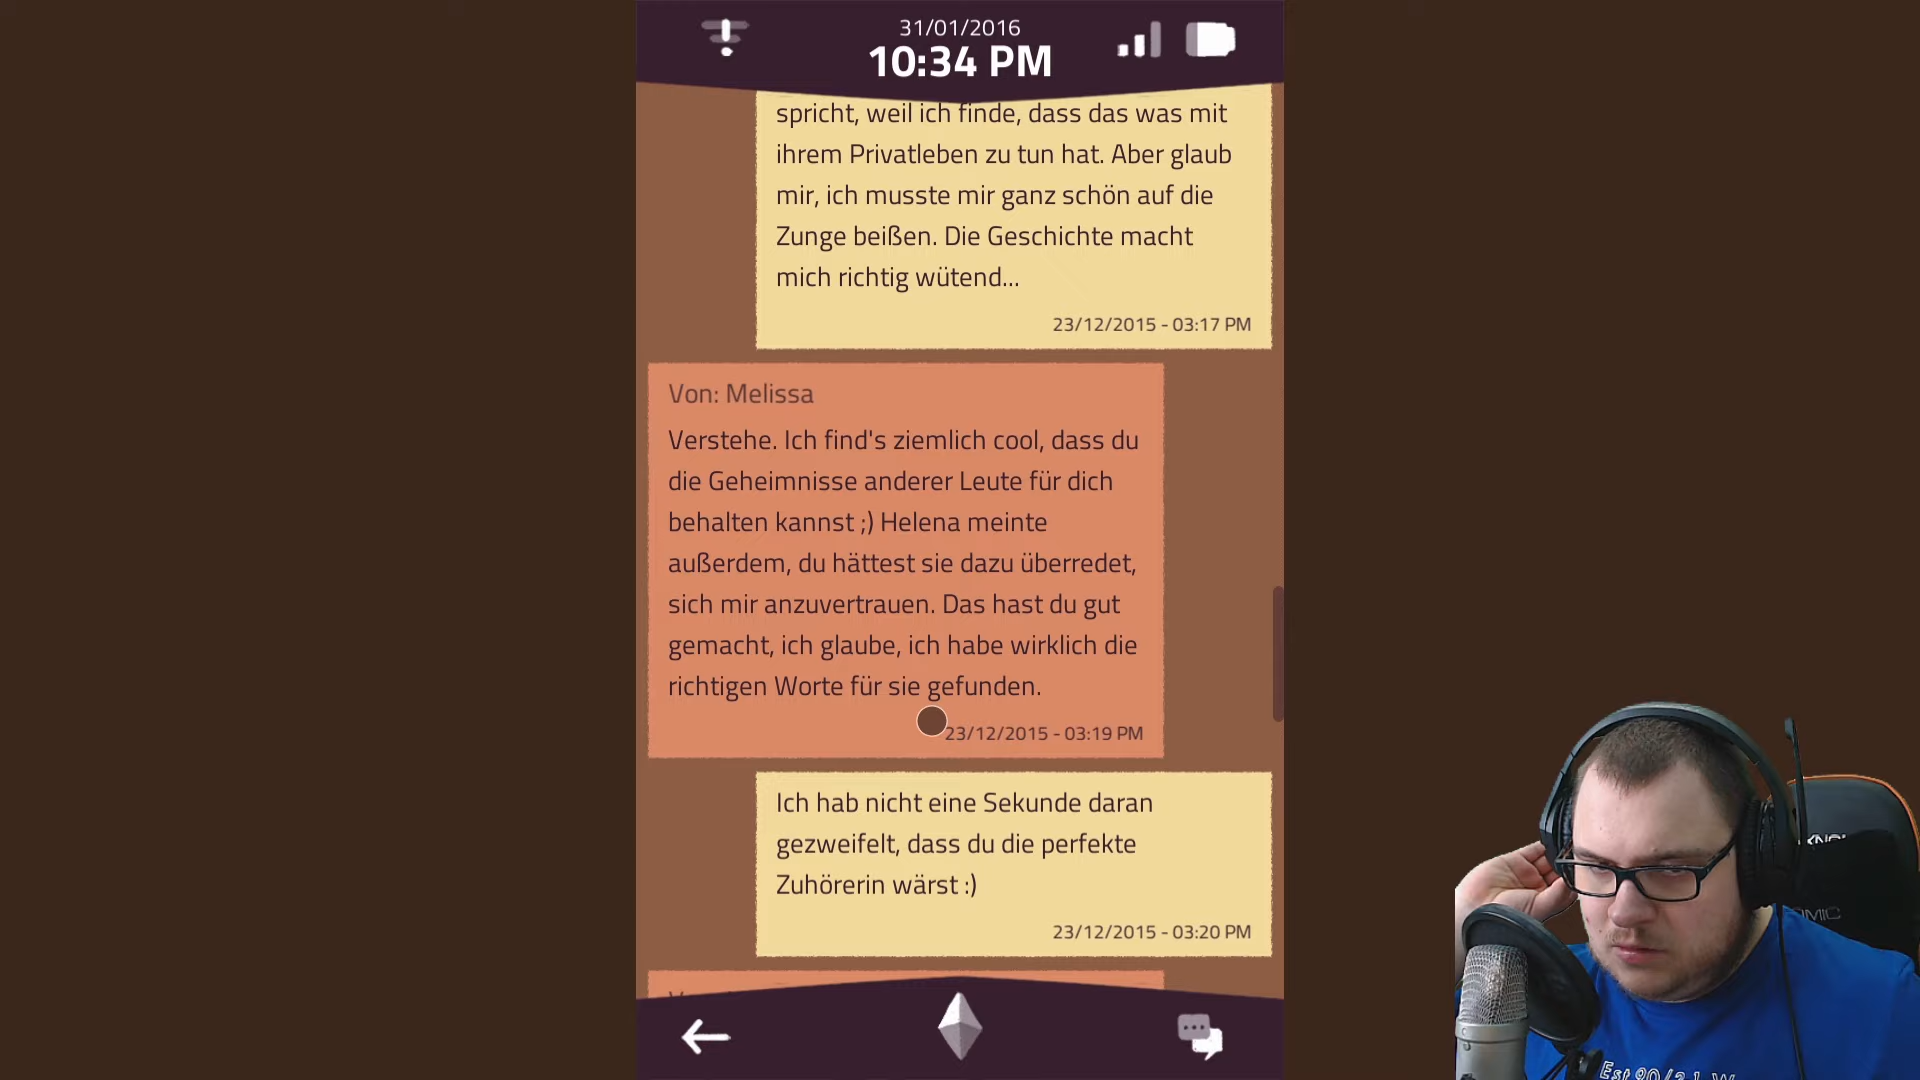 31/01/2016
10:34 PM
spricht, weil ich finde, dass das was mit
ihrem Privatleben zu tun hat. Aber glaub
mir, ich musste mir ganz schön auf die
Zunge beißen. Die Geschichte macht
mich richtig wütend...
23/12/2015 - 03:17 PM
Von: Melissa
Verstehe. Ich find's ziemlich cool, dass du
die Geheimnisse anderer Leute für dich
behalten kannst ;) Helena meinte
außerdem, du hättest sie dazu überredet,
sich mir anzuvertrauen. Das hast du gut
gemacht, ich glaube, ich habe wirklich die
richtigen Worte für sie gefunden.
23/12/2015 - 03:19 PM
Ich hab nicht eine Sekunde daran
gezweifelt, dass du die perfekte
Zuhörerin wärst :)
23/12/2015 - 03:20 PM